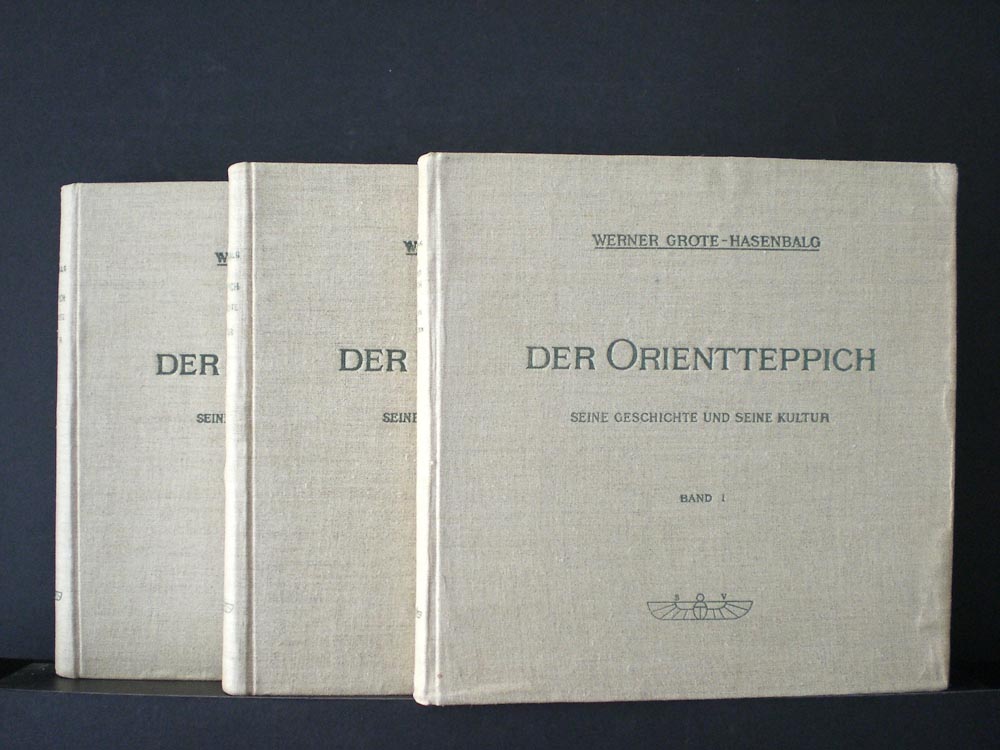 W
DER
SEINE
W
DER
SEINE
WERNER GROTE-HASENBALG
DER ORIENTTEPPICH
SEINE GESCHICHTE UND SEINE KULTUR
BAND I
S O V